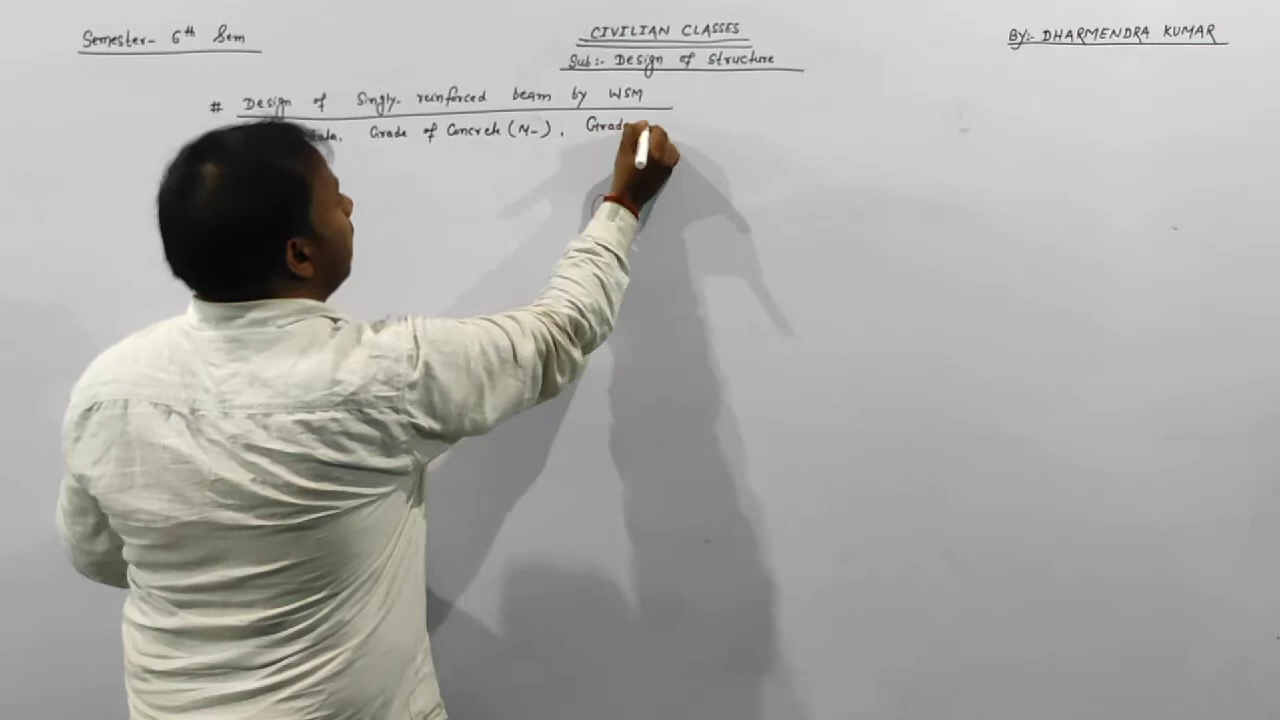 Semester- 6th Sem
CIVILIAN CLASSES
By:- DHARMENDRA KUMAR
Sub:- Design of Structure
# Design of Singly- reinforced beam by WSM
data, Grade of Concrete (M-), Grade